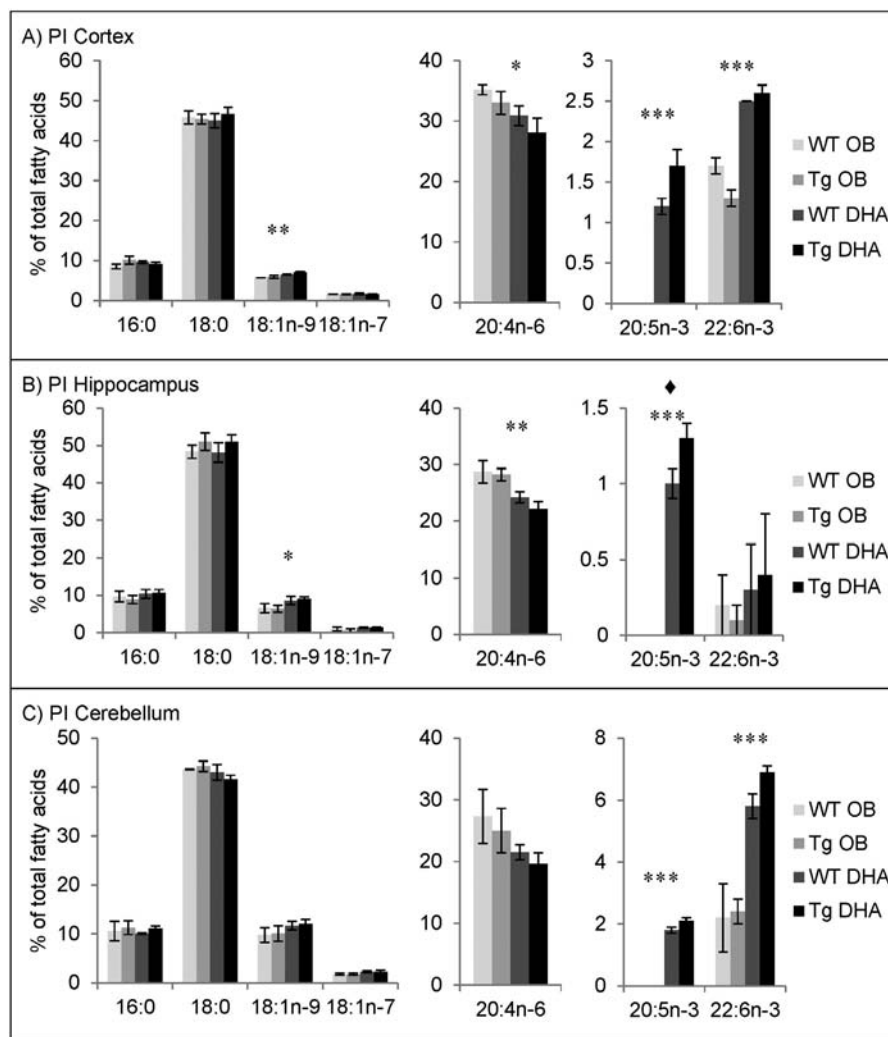 A) PI Cortex
% of total fatty acids
60
50
40
30
20
10
0
16:0 18:0 18:1n-9 18:1n-7
**
40
30
20
10
0
*
20:4n-6
3
2.5
2
1.5
1
0.5
0
***
***
20:5n-3 22:6n-3
WT OB
Tg OB
WT DHA
Tg DHA
B) PI Hippocampus
% of total fatty acids
60
50
40
30
20
10
0
*
16:0 18:0 18:1n-9 18:1n-7
40
30
20
10
0
**
20:4n-6
1.5
1
0.5
0
♦
***
20:5n-3 22:6n-3
WT OB
Tg OB
WT DHA
Tg DHA
C) PI Cerebellum
% of total fatty acids
50
40
30
20
10
0
16:0 18:0 18:1n-9 18:1n-7
40
30
20
10
0
20:4n-6
8
6
4
2
0
***
***
20:5n-3 22:6n-3
WT OB
Tg OB
WT DHA
Tg DHA